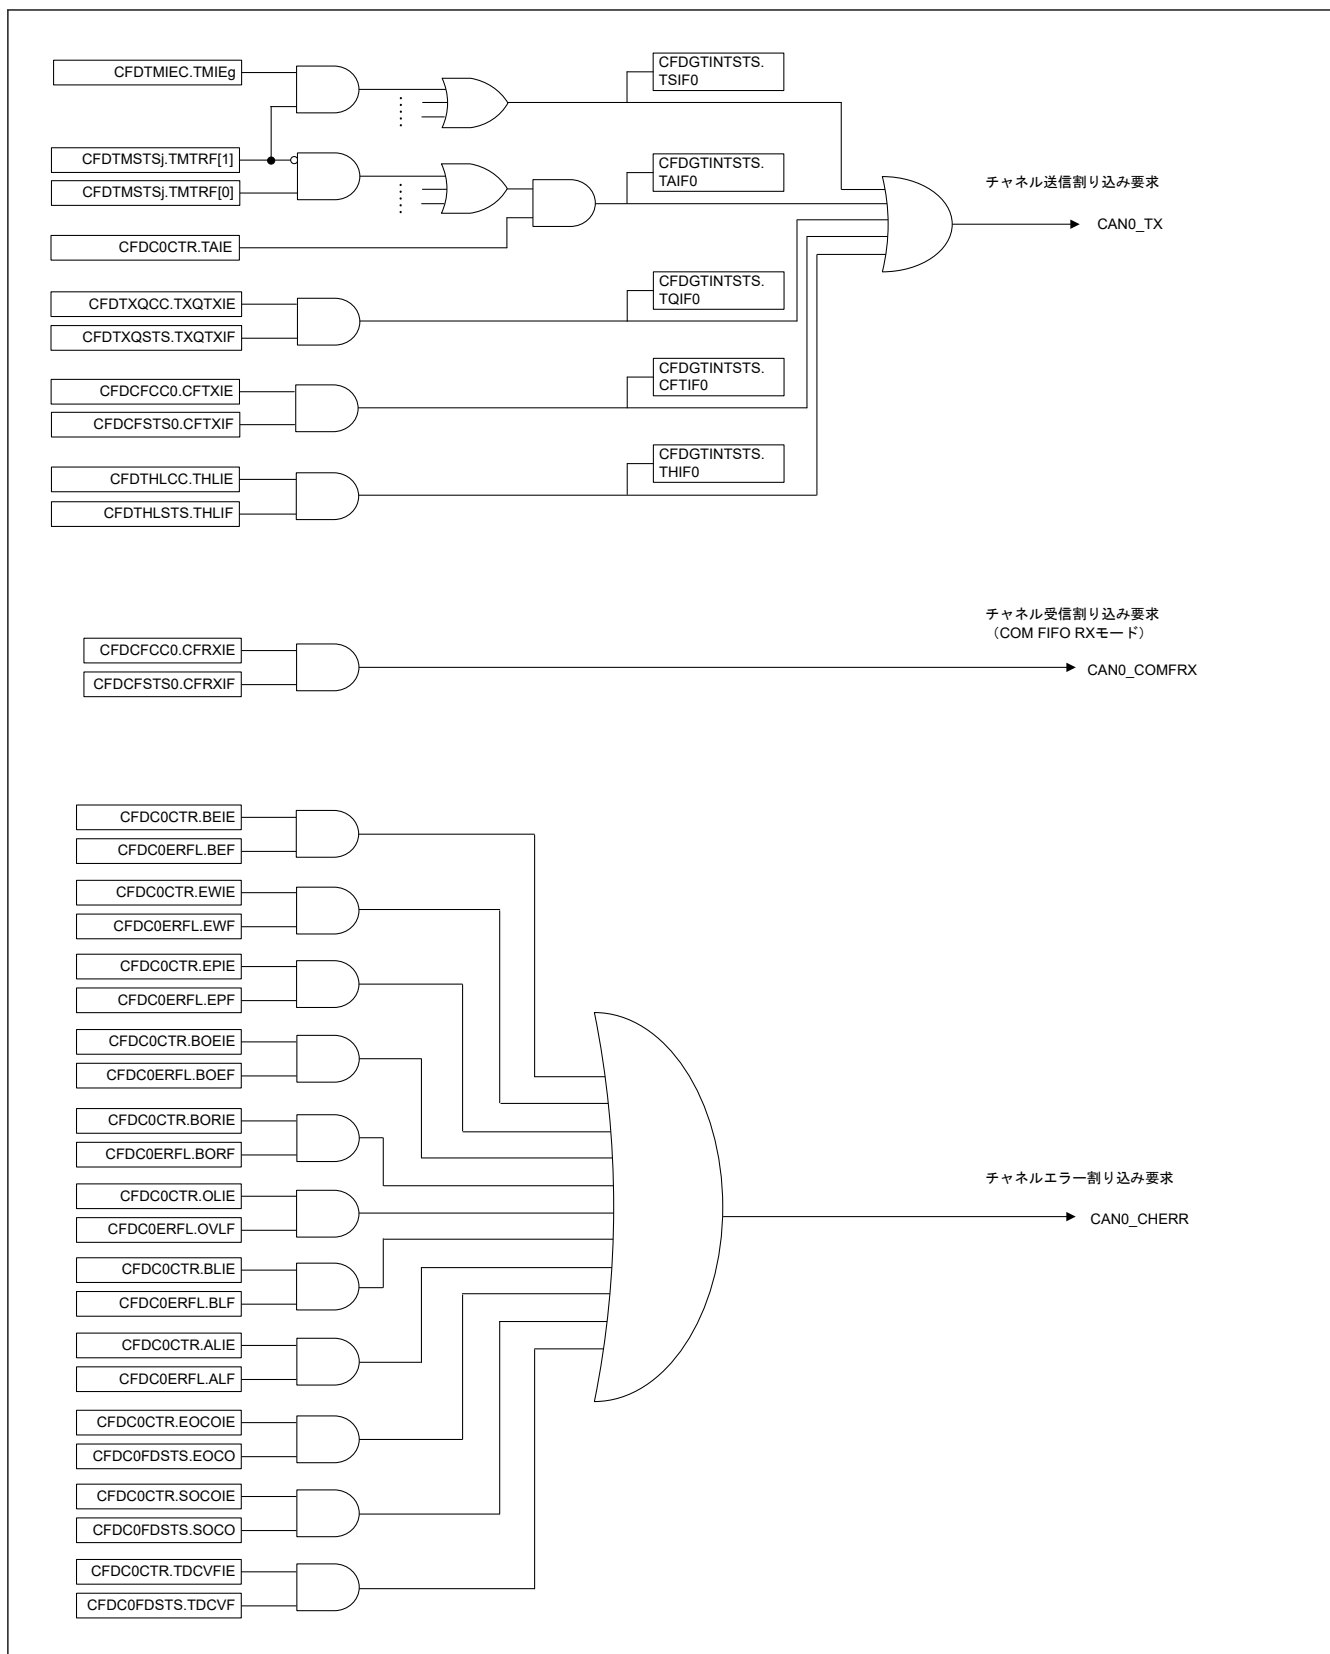 CFDTMIEC.TMIEg
CFDGTINTSTS.
TSIF0
CFDTMSTSj.TMTRF[1]
CFDTMSTSj.TMTRF[0]
CFDGTINTSTS.
TAIF0
チャネル送信割り込み要求
CAN0_TX
CFDC0CTR.TAIE
CFDTXQCC.TXQTXIE
CFDTXQSTS.TXQTXIF
CFDGTINTSTS.
TQIF0
CFDCFCC0.CFTXIE
CFDCFSTS0.CFTXIF
CFDGTINTSTS.
CFTIF0
CFDTHLCC.THLIE
CFDTHLSTS.THLIF
CFDGTINTSTS.
THIF0
チャネル受信割り込み要求
（COM FIFO RXモード）
CFDCFCC0.CFRXIE
CFDCFSTS0.CFRXIF
CAN0_COMFRX
CFDC0CTR.BEIE
CFDC0ERFL.BEF
CFDC0CTR.EWIE
CFDC0ERFL.EWF
CFDC0CTR.EPIE
CFDC0ERFL.EPF
CFDC0CTR.BOEIE
CFDC0ERFL.BOEF
CFDC0CTR.BORIE
CFDC0ERFL.BORF
チャネルエラー割り込み要求
CFDC0CTR.OLIE
CFDC0ERFL.OVLF
CAN0_CHERR
CFDC0CTR.BLIE
CFDC0ERFL.BLF
CFDC0CTR.ALIE
CFDC0ERFL.ALF
CFDC0CTR.EOCOIE
CFDC0FDSTS.EOCO
CFDC0CTR.SOCOIE
CFDC0FDSTS.SOCO
CFDC0CTR.TDCVFIE
CFDC0FDSTS.TDCVF